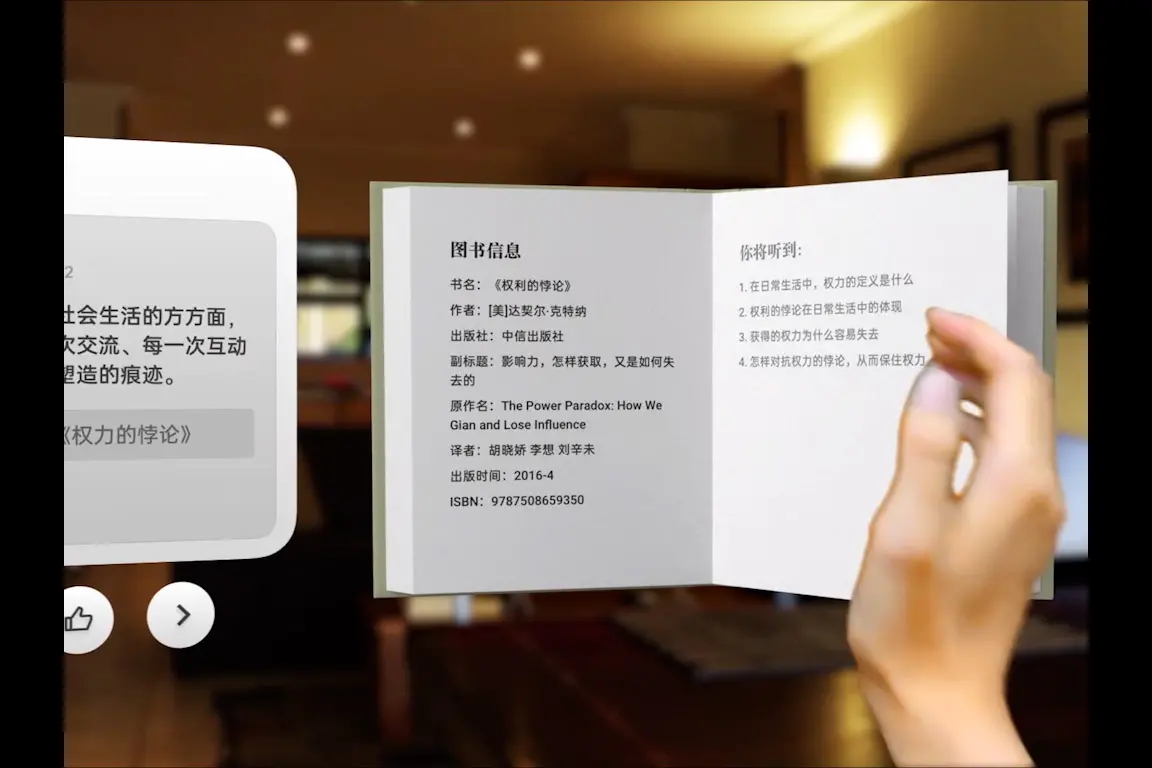 2
社会生活的方方面，
次交流、每一次互动
塑造的痕迹。
《权力的悖论》
图书信息
书名：《权利的悖论》
作者：[美]达契尔·克特纳
出版社：中信出版社
副标题：影响力，怎样获取，又是如何失
去的
原作名：The Power Paradox: How We
Gian and Lose Influence
译者：胡晓娇 李想 刘辛未
出版时间：2016-4
ISBN：9787508659350
你将听到：
1. 在日常生活中，权力的定义是什么
2. 权利的悖论在日常生活中的体现
3. 获得的权力为什么容易失去
4. 怎样对抗权力的悖论，从而保住权力